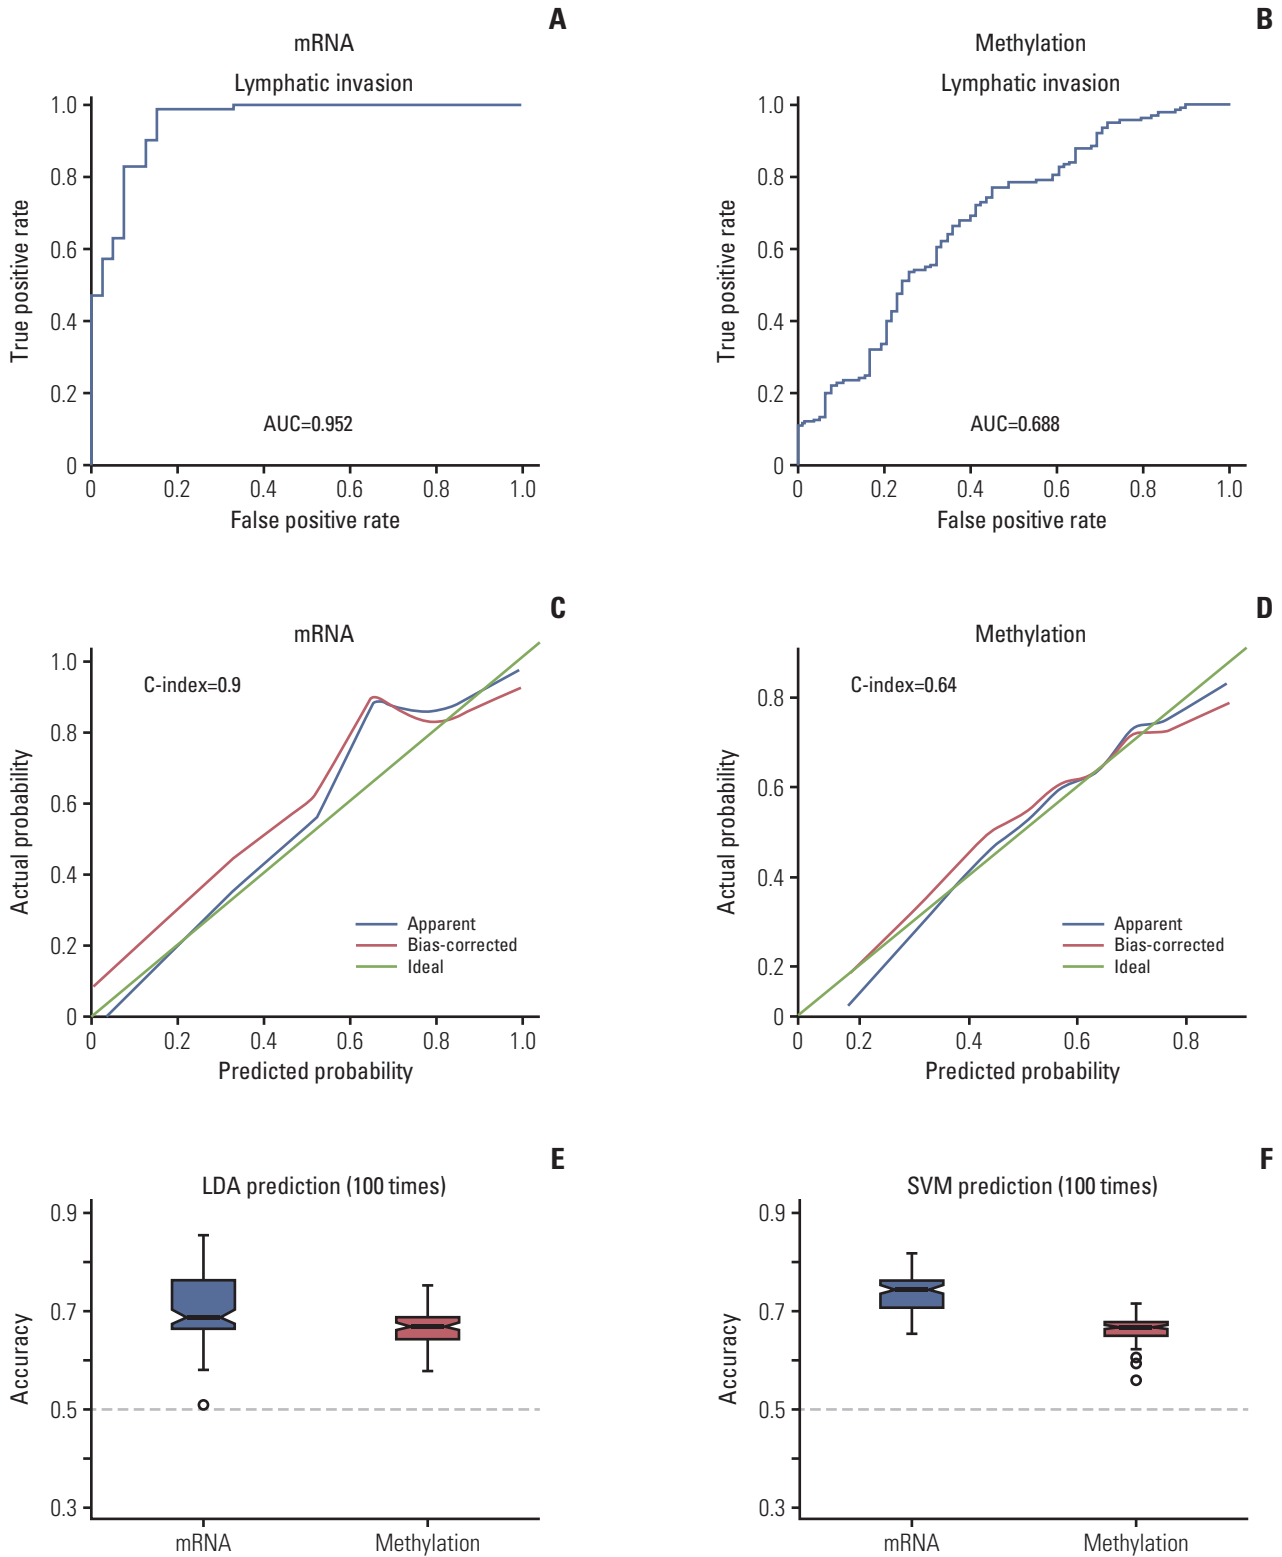 A
mRNA
Lymphatic invasion
1.0
0.8
0.6
0.4
0.2
0
True positive rate
AUC=0.952
0 0.2 0.4 0.6 0.8 1.0
False positive rate
B
Methylation
Lymphatic invasion
1.0
0.8
0.6
0.4
0.2
0
True positive rate
AUC=0.688
0 0.2 0.4 0.6 0.8 1.0
False positive rate
C
mRNA
C-index=0.9
1.0
0.8
0.6
0.4
0.2
0
Actual probability
Apparent
Bias-corrected
Ideal
0 0.2 0.4 0.6 0.8 1.0
Predicted probability
D
Methylation
C-index=0.64
0.8
0.6
0.4
0.2
0
Actual probability
Apparent
Bias-corrected
Ideal
0 0.2 0.4 0.6 0.8
Predicted probability
E
LDA prediction (100 times)
0.9
0.7
0.5
0.3
Accuracy
mRNA Methylation
F
SVM prediction (100 times)
0.9
0.7
0.5
0.3
Accuracy
mRNA Methylation